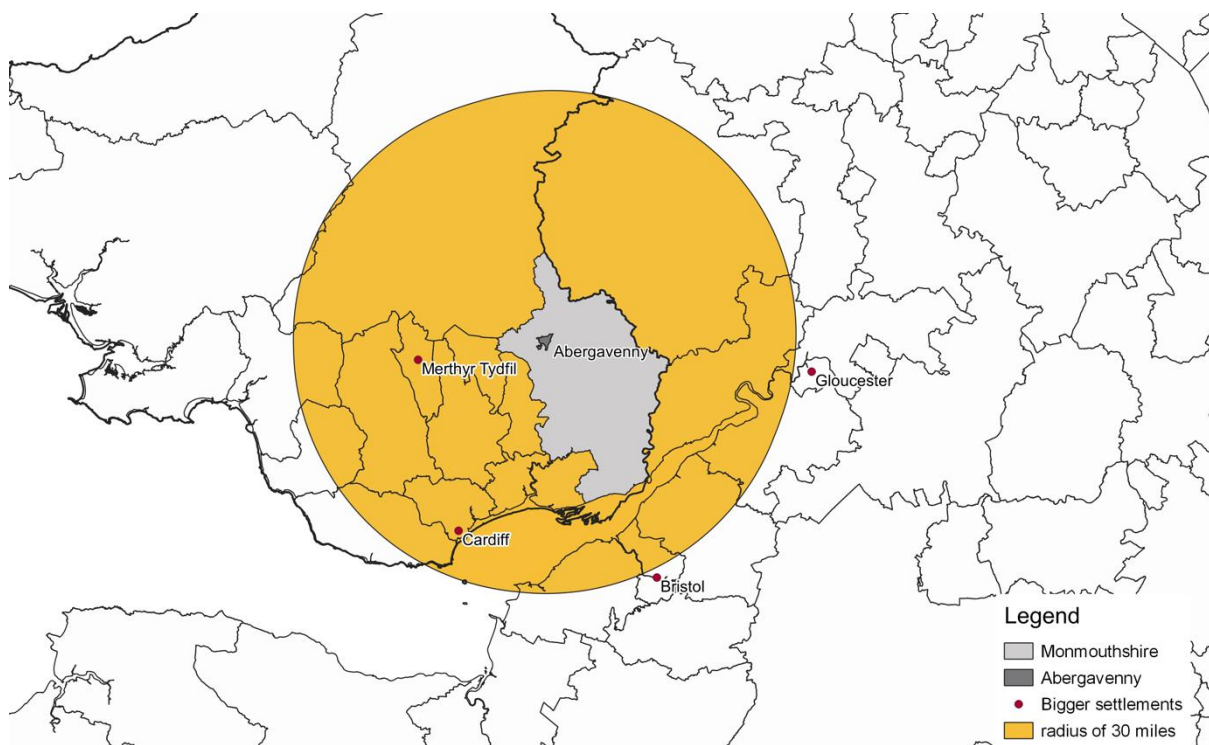 Abergavenny
Merthyr Tydfil
Gloucester
Cardiff
Bristol
Legend
Monmouthshire
Abergavenny
Bigger settlements
radius of 30 miles